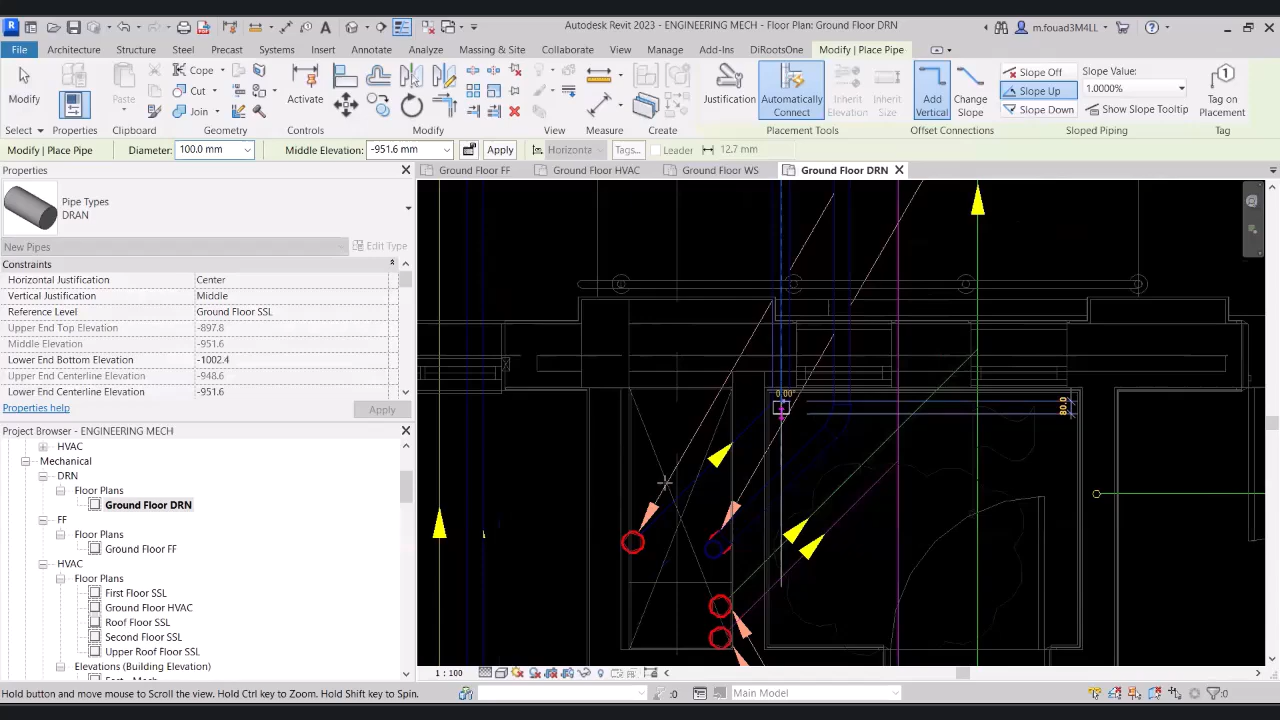 Autodesk Revit 2023 - ENGINEERING MECH - Floor Plan: Ground Floor DRN
m.fouad3M4LL
File Architecture Structure Steel Precast Systems Insert Annotate Analyze Massing & Site Collaborate View Manage Add-Ins DiRootsOne Modify | Place Pipe
Modify
Paste
Cope
Cut
Join
Activate
Justification
Automatically Connect
Inherit Elevation
Inherit Size
Add Vertical
Change Slope
Slope Off
Slope Up
Slope Down
Slope Value:
1.0000%
Show Slope Tooltip
Tag on Placement
Select Properties Clipboard Geometry Controls Modify View Measure Create Placement Tools Offset Connections Sloped Piping Tag
Modify | Place Pipe Diameter: 100.0 mm Middle Elevation: -951.6 mm Apply Horizonta Tags... Leader 12.7 mm
Properties
Ground Floor FF Ground Floor HVAC Ground Floor WS Ground Floor DRN
Pipe Types
DRAN
New Pipes Edit Type
Constraints
Horizontal Justification Center
Vertical Justification Middle
Reference Level Ground Floor SSL
Upper End Top Elevation -897.8
Middle Elevation -951.6
Lower End Bottom Elevation -1002.4
Upper End Centerline Elevation -948.6
Lower End Centerline Elevation -951.6
Properties help Apply
Project Browser - ENGINEERING MECH
HVAC
Mechanical
DRN
Floor Plans
Ground Floor DRN
FF
Floor Plans
Ground Floor FF
HVAC
Floor Plans
First Floor SSL
Ground Floor HVAC
Roof Floor SSL
Second Floor SSL
Upper Roof Floor SSL
Elevations (Building Elevation)
0.00°
80.0
1 : 100
Hold button and move mouse to Scroll the view. Hold Ctrl key to Zoom. Hold Shift key to Spin.
:0 Main Model :0